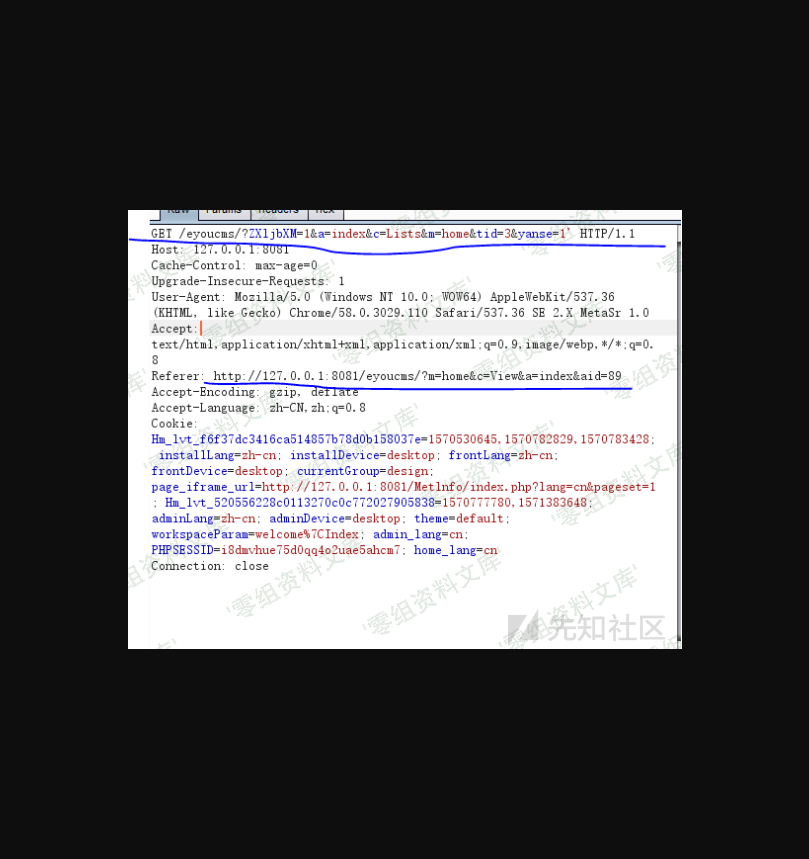 Raw Params Headers Hex
GET /eyoucms/?ZXljbXM=1&a=index&c=Lists&m=home&tid=3&yanse=1' HTTP/1.1
Host: 127.0.0.1:8081
Cache-Control: max-age=0
Upgrade-Insecure-Requests: 1
User-Agent: Mozilla/5.0 (Windows NT 10.0; WOW64) AppleWebKit/537.36
(KHTML, like Gecko) Chrome/58.0.3029.110 Safari/537.36 SE 2.X MetaSr 1.0
Accept:
text/html,application/xhtml+xml,application/xml;q=0.9,image/webp,*/*;q=0.
8
Referer: http://127.0.0.1:8081/eyoucms/?m=home&c=View&a=index&aid=89
Accept-Encoding: gzip, deflate
Accept-Language: zh-CN,zh;q=0.8
Cookie:
Hm_lvt_f6f37dc3416ca514857b78d0b158037e=1570530645,1570782829,1570783428;
installLang=zh-cn; installDevice=desktop; frontLang=zh-cn;
frontDevice=desktop; currentGroup=design;
page_iframe_url=http://127.0.0.1:8081/MetInfo/index.php?lang=cn&pageset=1
; Hm_lvt_520556228c0113270c0c772027905838=1570777780,1571383648;
adminLang=zh-cn; adminDevice=desktop; theme=default;
workspaceParam=welcome%7CIndex; admin_lang=cn;
PHPSESSID=i8dmvhue75d0qq4o2uae5ahcm7; home_lang=cn
Connection: close
'零组资料文库'
先知社区